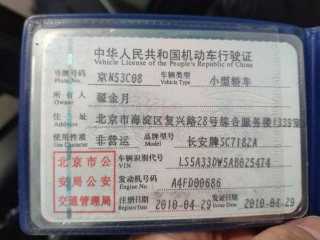 中华人民共和国机动车行驶证
Vehicle License of the People's Republic of China
号牌号码 京N53C08 车辆类型 小型轿车
Plate No. Vehicle Type
所有人 翟金月
Owner
住址 北京市海淀区复兴路28号综合服务楼1339室
Address
使用性质 非营运 品牌型号 长安牌SC7182A
Use Character Model
北京市公 车辆识别代号 LS5A33DW5AB025474
VIN
安局公安 发动机号码 A4FD00686
Engine No.
交通管理局 注册日期 2010-04-29 发证日期 2010-04-29
Register Date Issue Date